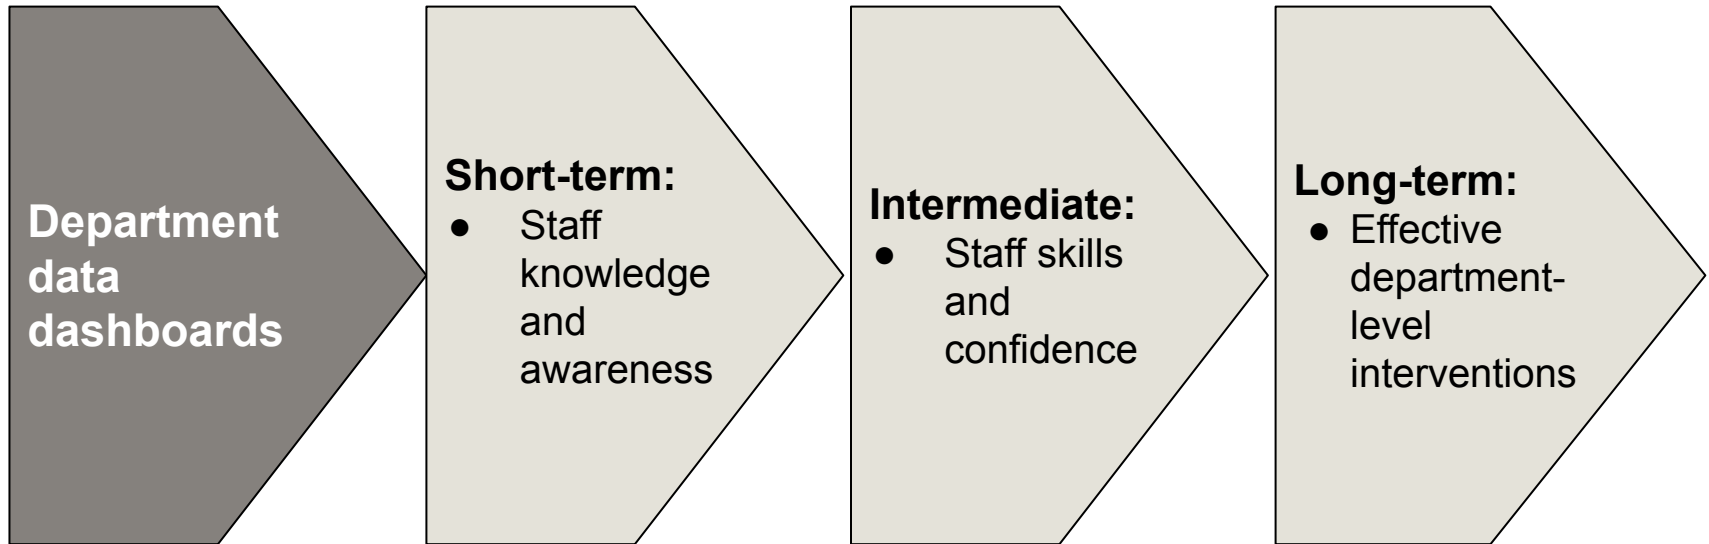 Department
data
dashboards
Short-term:
● Staff
knowledge
and
awareness
Intermediate:
● Staff skills
and
confidence
Long-term:
● Effective
department-
level
interventions